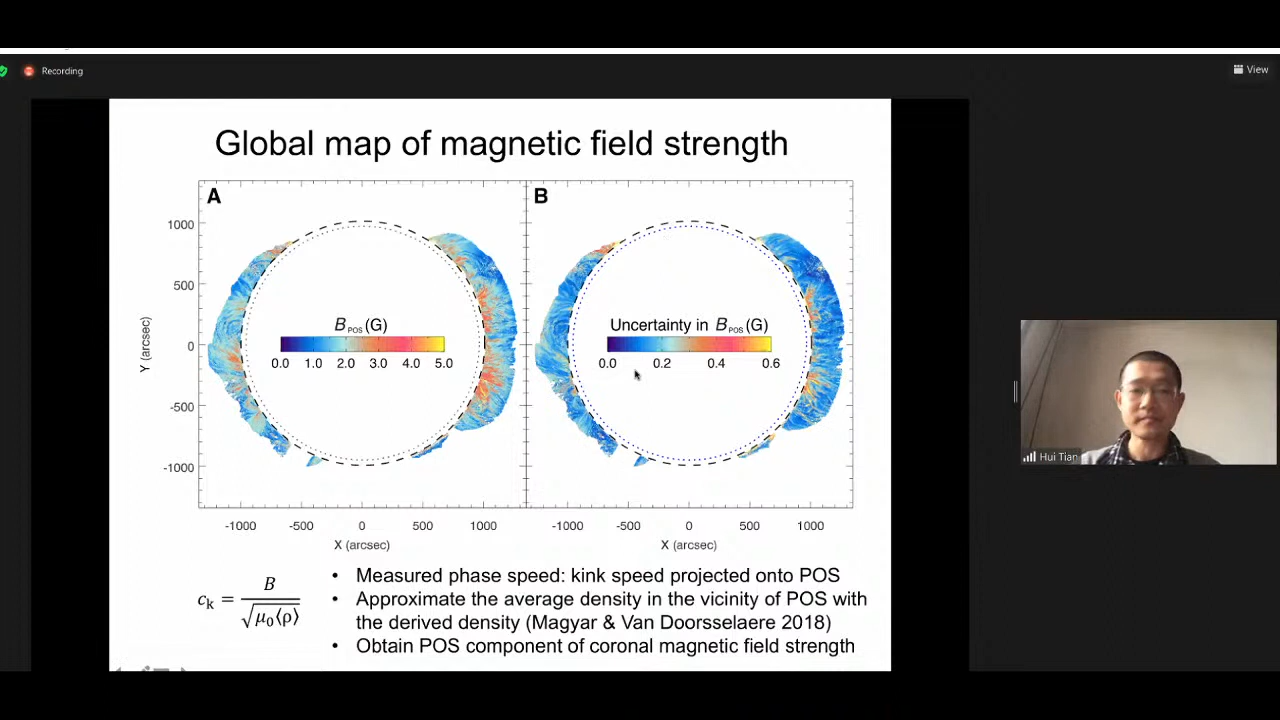 Recording
View
Global map of magnetic field strength
A
B
1000
500
0
-500
-1000
Y (arcsec)
B POS (G)
0.0 1.0 2.0 3.0 4.0 5.0
Uncertainty in B POS (G)
0.0 0.2 0.4 0.6
-1000 -500 0 500 1000
-1000 -500 0 500 1000
X (arcsec)
X (arcsec)
c_k = B / √μ₀⟨ρ⟩
• Measured phase speed: kink speed projected onto POS
• Approximate the average density in the vicinity of POS with
the derived density (Magyar & Van Doorsselaere 2018)
• Obtain POS component of coronal magnetic field strength
Hui Tian